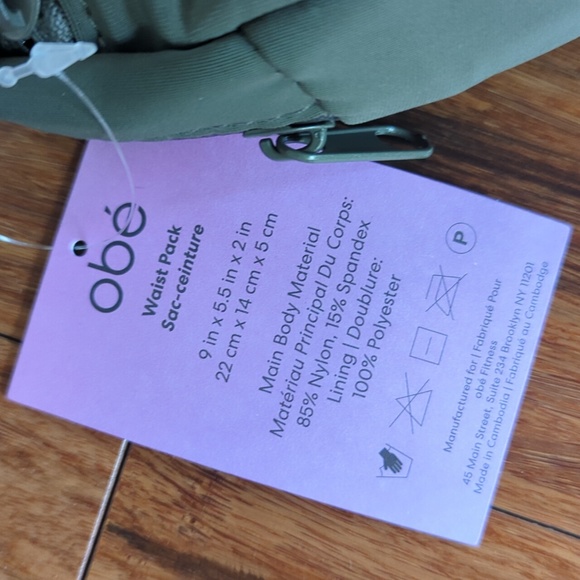 obé
Waist Pack
Sac-ceinture
9 in x 5.5 in x 2 in
22 cm x 14 cm x 5 cm
Main Body Material
Matériau Principal Du Corps:
85% Nylon, 15% Spandex
Lining | Doublure:
100% Polyester
P
Manufactured for | Fabriqué Pour
obé Fitness
45 Main Street, Suite 234 Brooklyn NY 11201
Made in Cambodia | Fabriqué au Cambodge